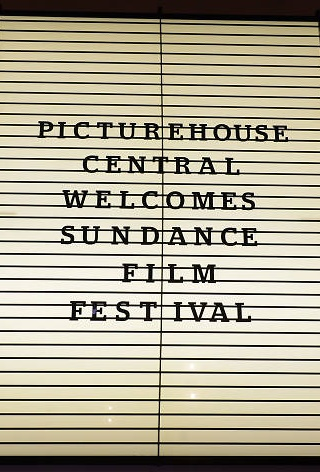 PICTUREHOUSE
CENTRAL
WELCOMES
SUNDANCE
FILM
FESTIVAL